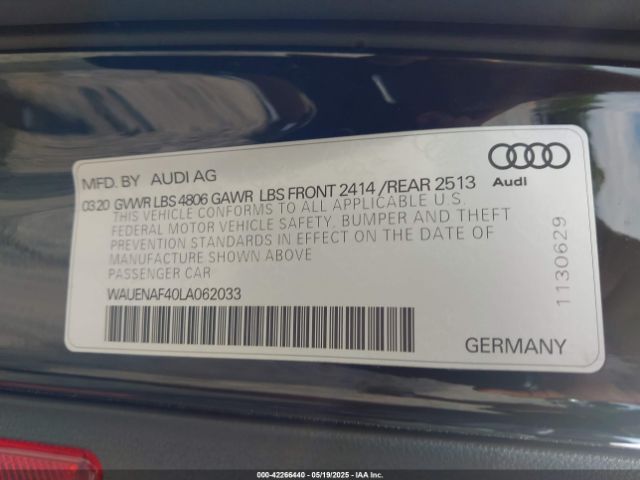 MFD. BY AUDI AG
03.20 GVWR LBS 4806 GAWR LBS FRONT 2414 /REAR 2513
THIS VEHICLE CONFORMS TO ALL APPLICABLE U.S.
FEDERAL MOTOR VEHICLE SAFETY, BUMPER AND THEFT
PREVENTION STANDARDS IN EFFECT ON THE DATE OF
MANUFACTURE SHOWN ABOVE
PASSENGER CAR
WAUENAF40LA062033
Audi
1130629
GERMANY
000-42266440 - 05/19/2025 - IAAI.COM